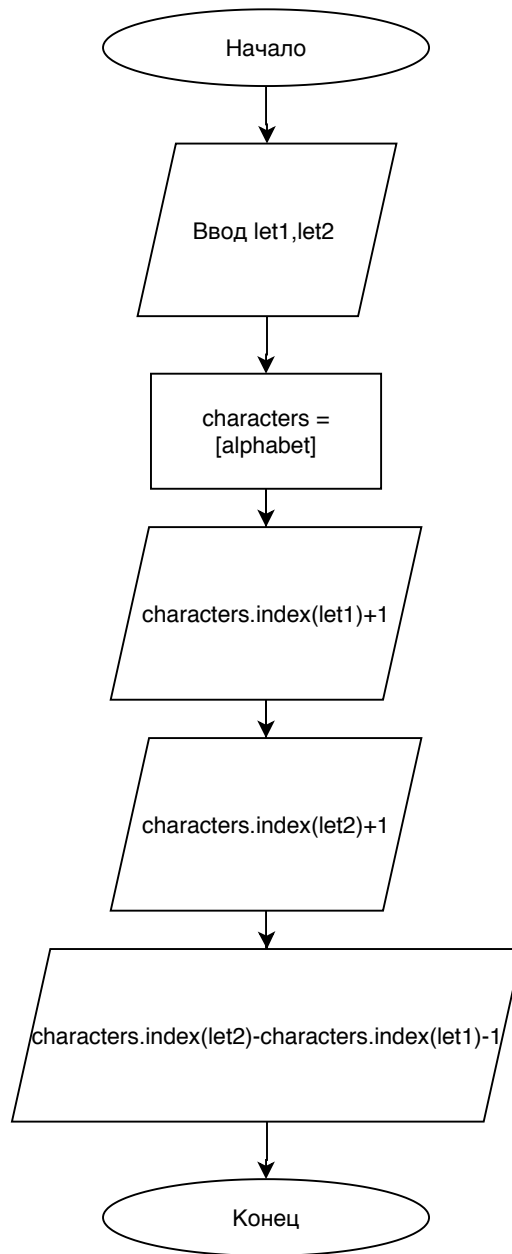 Начало
Ввод let1,let2
characters =
[alphabet]
characters.index(let1)+1
characters.index(let2)+1
characters.index(let2)-characters.index(let1)-1
Конец